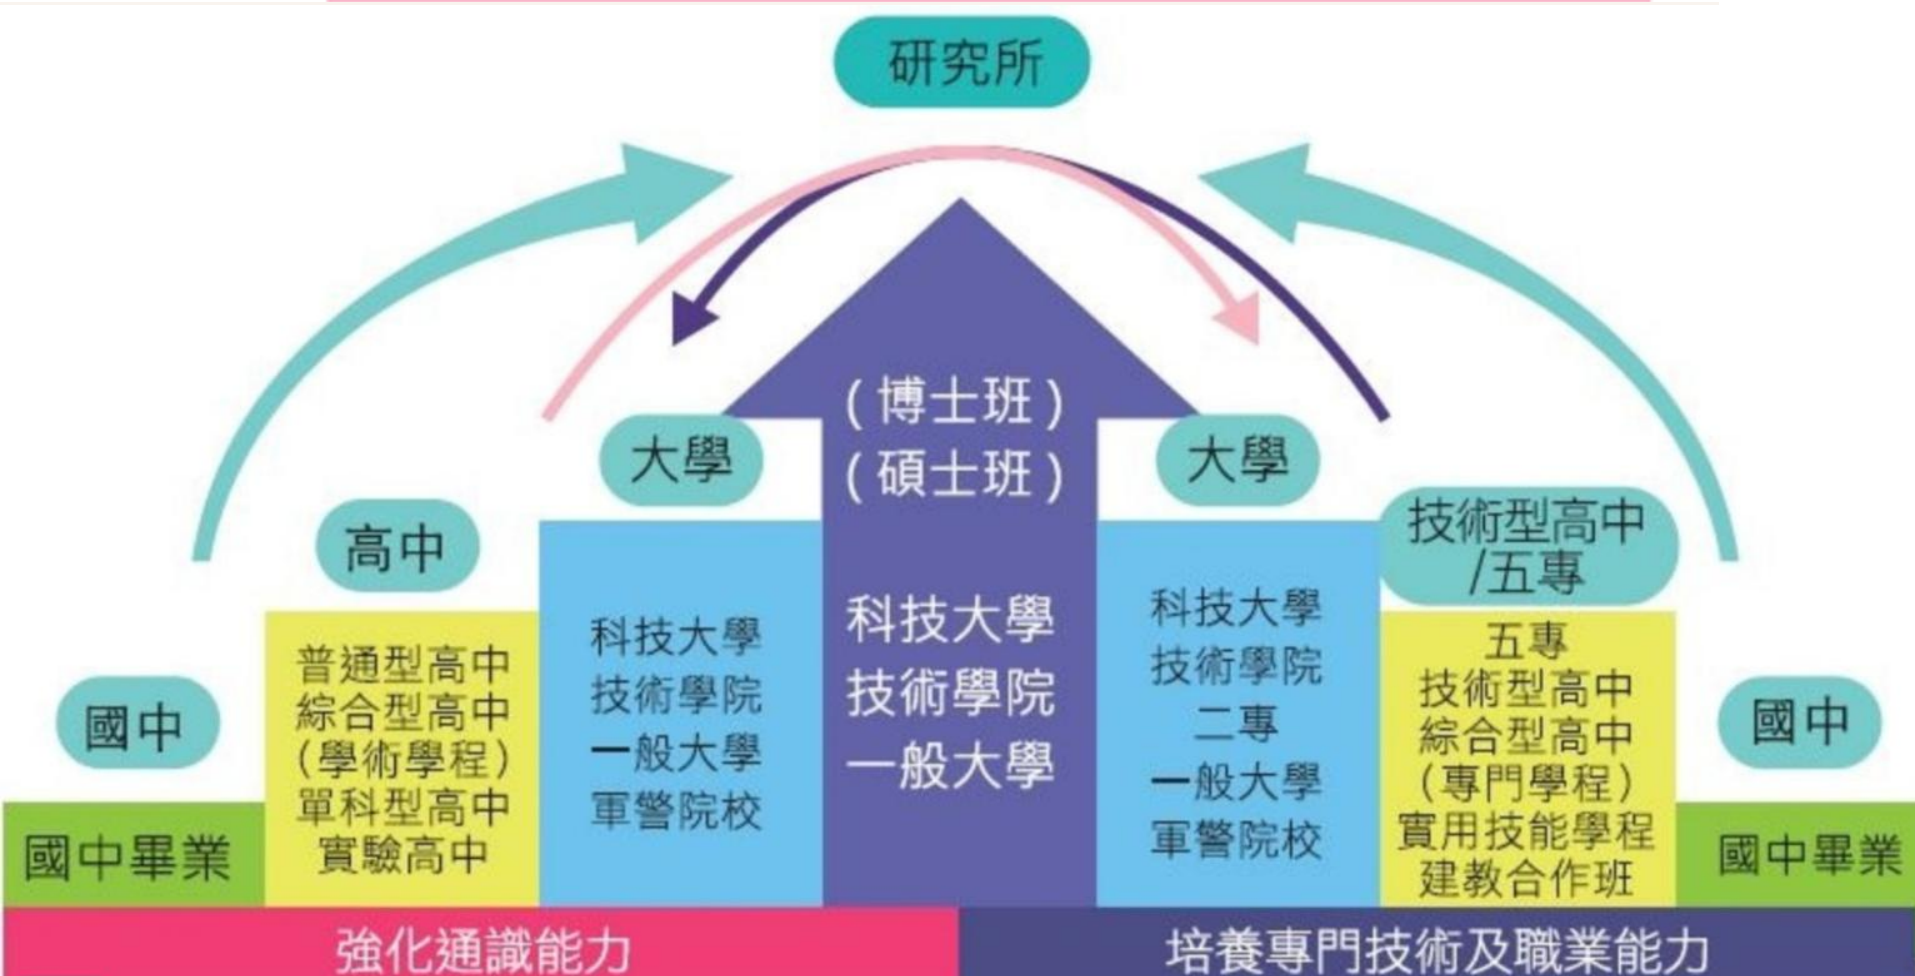 研究所
大學
大學
高中
技術型高中
/五專
國中
國中
國中畢業
普通型高中
綜合型高中
(學術學程)
單科型高中
實驗高中
科技大學
技術學院
一般大學
軍警院校
(博士班)
(碩士班)
科技大學
技術學院
一般大學
科技大學
技術學院
二專
一般大學
軍警院校
五專
技術型高中
綜合型高中
(專門學程)
實用技能學程
建教合作班
國中畢業
強化通識能力
培養專門技術及職業能力